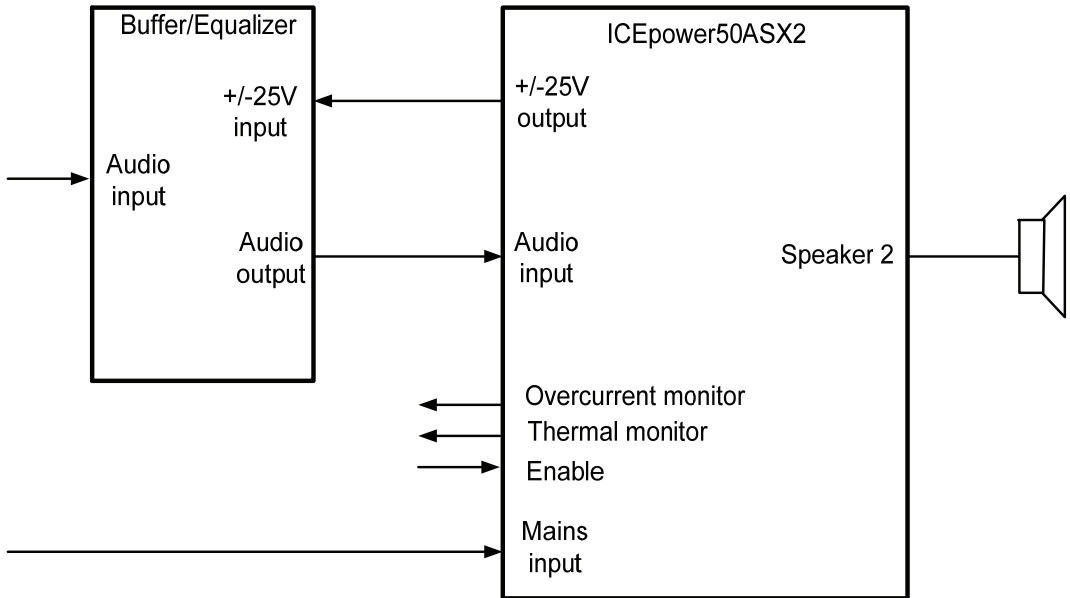 Buffer/Equalizer
+/-25V
input
Audio
input
Audio
output
ICEpower50ASX2
+/-25V
output
Audio
input
Speaker 2
Overcurrent monitor
Thermal monitor
Enable
Mains
input